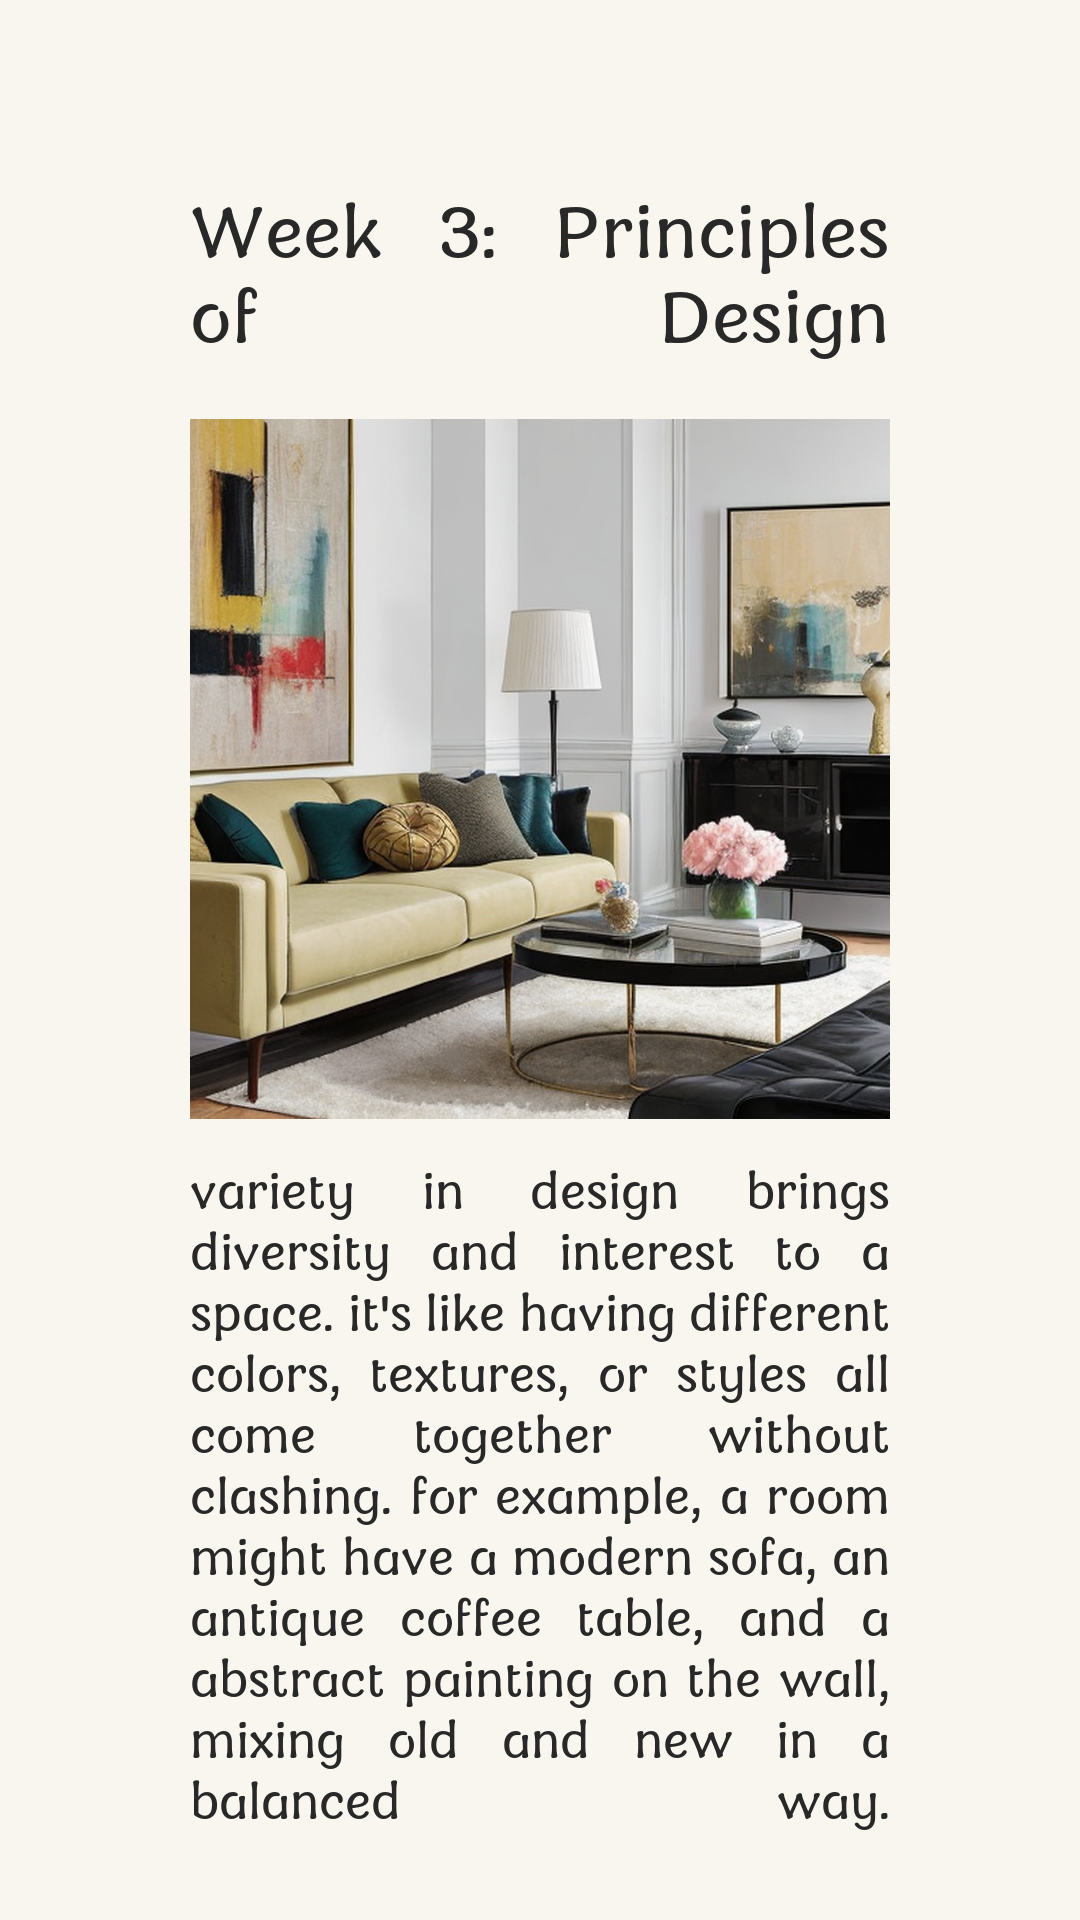 Week 3: Principles
of Design
variety in design brings
diversity and interest to a
space. it's like having different
colors, textures, or styles all
come together without
clashing. for example, a room
might have a modern sofa, an
antique coffee table, and a
abstract painting on the wall,
mixing old and new in a
balanced way.